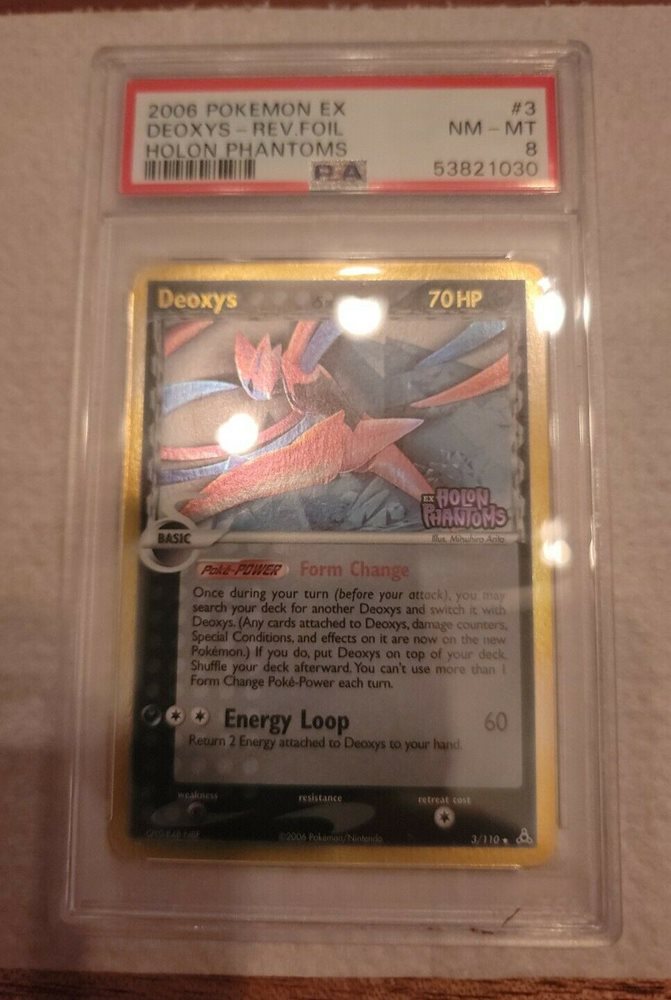 2006 POKEMON EX #3
DEOXYS - REV.FOIL NM - MT
HOLON PHANTOMS 8
PSA 53821030
Deoxys 70 HP
EX HOLON
PHANTOMS
BASIC
Illus. Mitsuhiro Arita
Poké-POWER Form Change
Once during your turn (before your attack), you may
search your deck for another Deoxys and switch it with
Deoxys. (Any cards attached to Deoxys, damage counters,
Special Conditions, and effects on it are now on the new
Pokémon.) If you do, put Deoxys on top of your deck.
Shuffle your deck afterward. You can't use more than 1
Form Change Poké-Power each turn.
Energy Loop 60
Return 2 Energy attached to Deoxys to your hand.
weakness resistance retreat cost
©2006 Pokémon/Nintendo 3/110